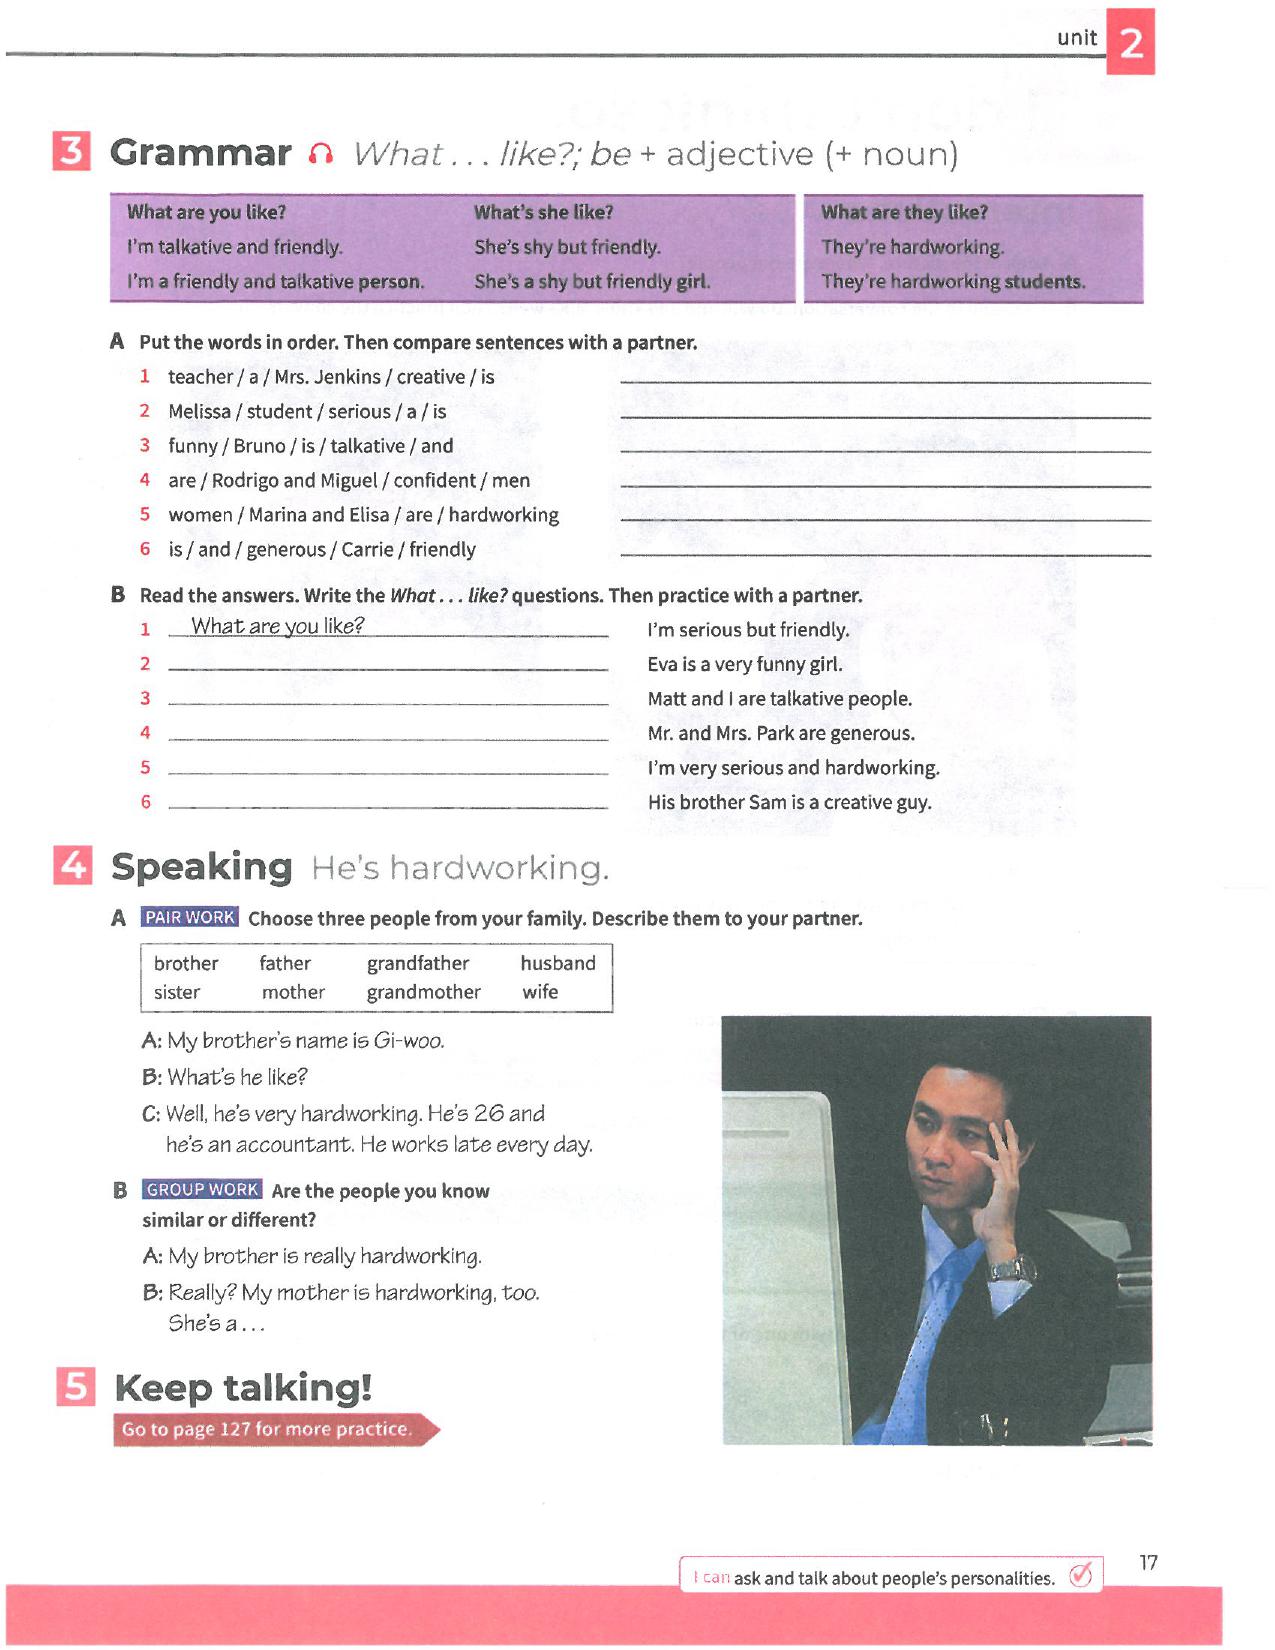 unit 2
3 Grammar What . . . like?; be + adjective (+ noun)
What are you like? What's she like? What are they like?
I'm talkative and friendly. She's shy but friendly. They're hardworking.
I'm a friendly and talkative person. She's a shy but friendly girl. They're hardworking students.
A Put the words in order. Then compare sentences with a partner.
1 teacher / a / Mrs. Jenkins / creative / is
2 Melissa / student / serious / a / is
3 funny / Bruno / is / talkative / and
4 are / Rodrigo and Miguel / confident / men
5 women / Marina and Elisa / are / hardworking
6 is / and / generous / Carrie / friendly
B Read the answers. Write the What . . . like? questions. Then practice with a partner.
1 What are you like? I'm serious but friendly.
2 Eva is a very funny girl.
3 Matt and I are talkative people.
4 Mr. and Mrs. Park are generous.
5 I'm very serious and hardworking.
6 His brother Sam is a creative guy.
4 Speaking He's hardworking.
A PAIR WORK Choose three people from your family. Describe them to your partner.
brother father grandfather husband
sister mother grandmother wife
A: My brother's name is Gi-woo.
B: What's he like?
C: Well, he's very hardworking. He's 26 and
he's an accountant. He works late every day.
B GROUP WORK Are the people you know
similar or different?
A: My brother is really hardworking.
B: Really? My mother is hardworking, too.
She's a . . .
5 Keep talking!
Go to page 127 for more practice.
I can ask and talk about people's personalities.
17